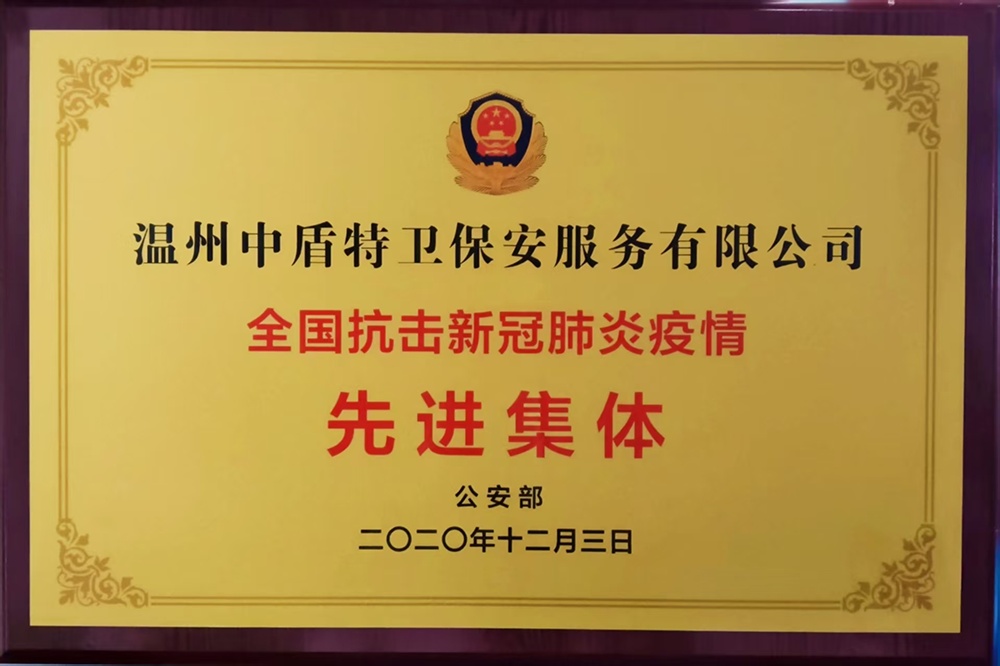 温州中盾特卫保安服务有限公司
全国抗击新冠肺炎疫情
先进集体
公安部
二〇二〇年十二月三日